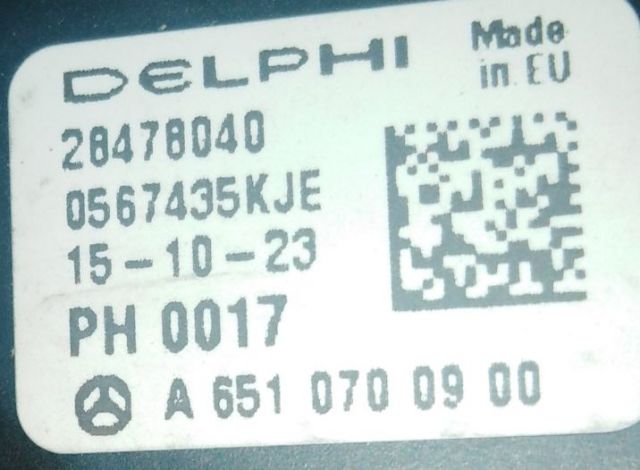 DELPHI
Made
in EU
28478040
0567435KJE
15-10-23
PH 0017
A 651 070 09 00